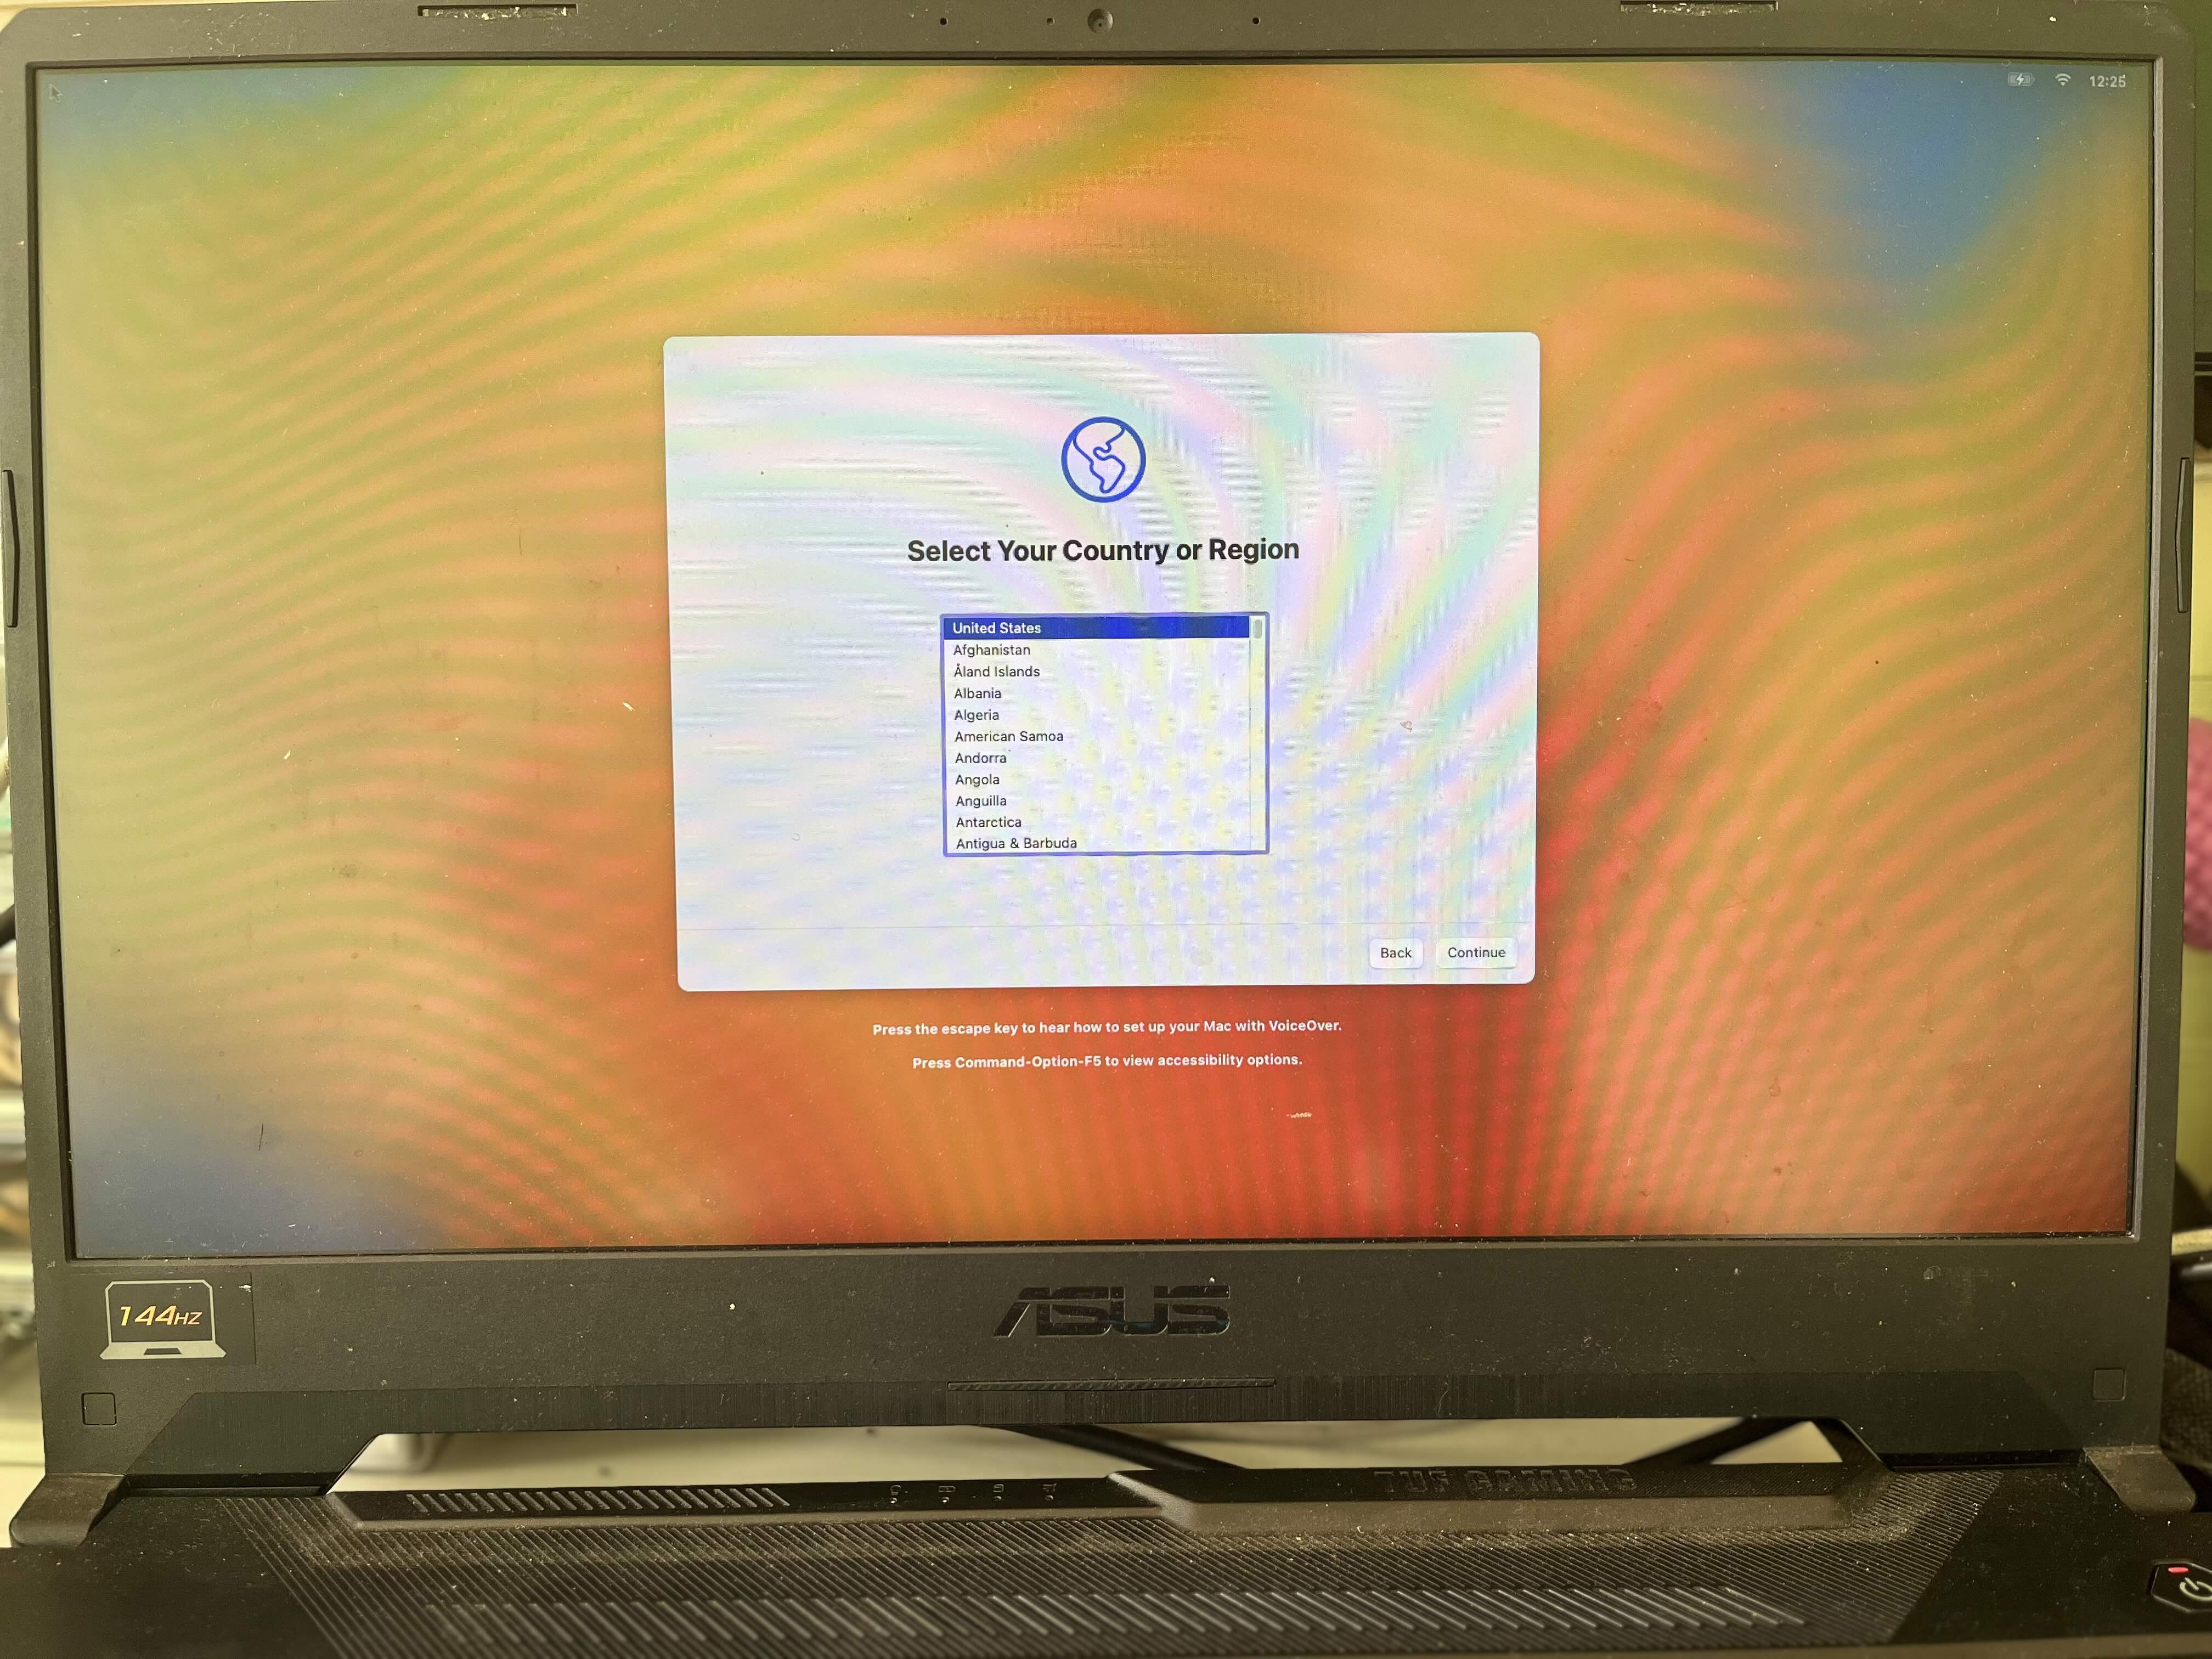 12:25
Select Your Country or Region
United States
Afghanistan
Åland Islands
Albania
Algeria
American Samoa
Andorra
Angola
Anguilla
Antarctica
Antigua & Barbuda
Back
Continue
Press the escape key to hear how to set up your Mac with VoiceOver.
Press Command-Option-F5 to view accessibility options.
144HZ
ASUS
TUF GAMING